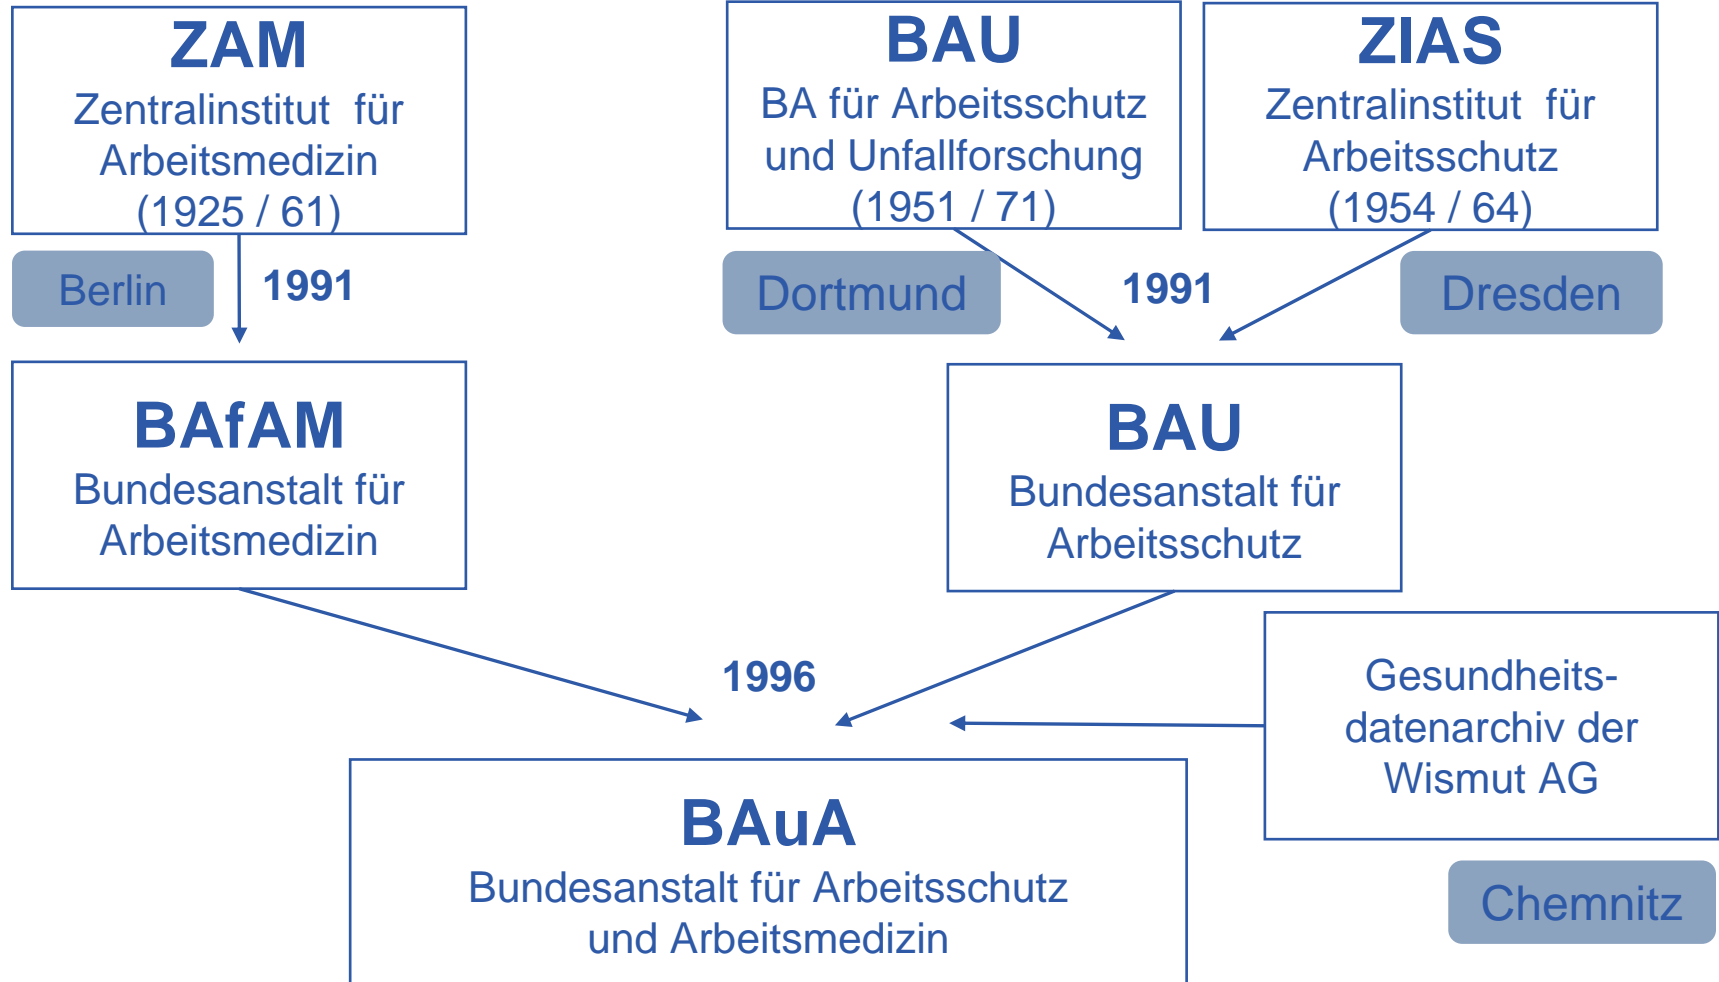 ZAM
Zentralinstitut für
Arbeitsmedizin
(1925 / 61)
BAU
BA für Arbeitsschutz
und Unfallforschung
(1951 / 71)
ZIAS
Zentralinstitut für
Arbeitsschutz
(1954 / 64)
Berlin
1991
Dortmund
1991
Dresden
BAfAM
Bundesanstalt für
Arbeitsmedizin
BAU
Bundesanstalt für
Arbeitsschutz
1996
Gesundheits-
datenarchiv der
Wismut AG
BAuA
Bundesanstalt für Arbeitsschutz
und Arbeitsmedizin
Chemnitz